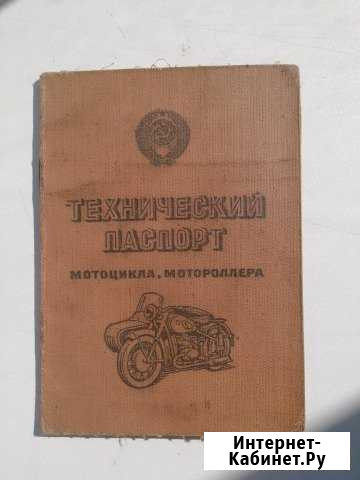 ТЕХНИЧЕСКИЙ
ПАСПОРТ
МОТОЦИКЛА, МОТОРОЛЛЕРА
Интернет-
Кабинет.Ру